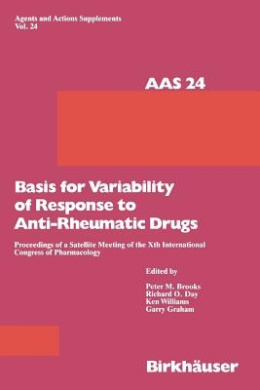 Agents and Actions Supplements
Vol. 24
AAS 24
Basis for Variability
of Response to
Anti-Rheumatic Drugs
Proceedings of a Satellite Meeting of the Xth International
Congress of Pharmacology
Edited by
Peter M. Brooks
Richard O. Day
Ken Williams
Garry Graham
Birkhäuser